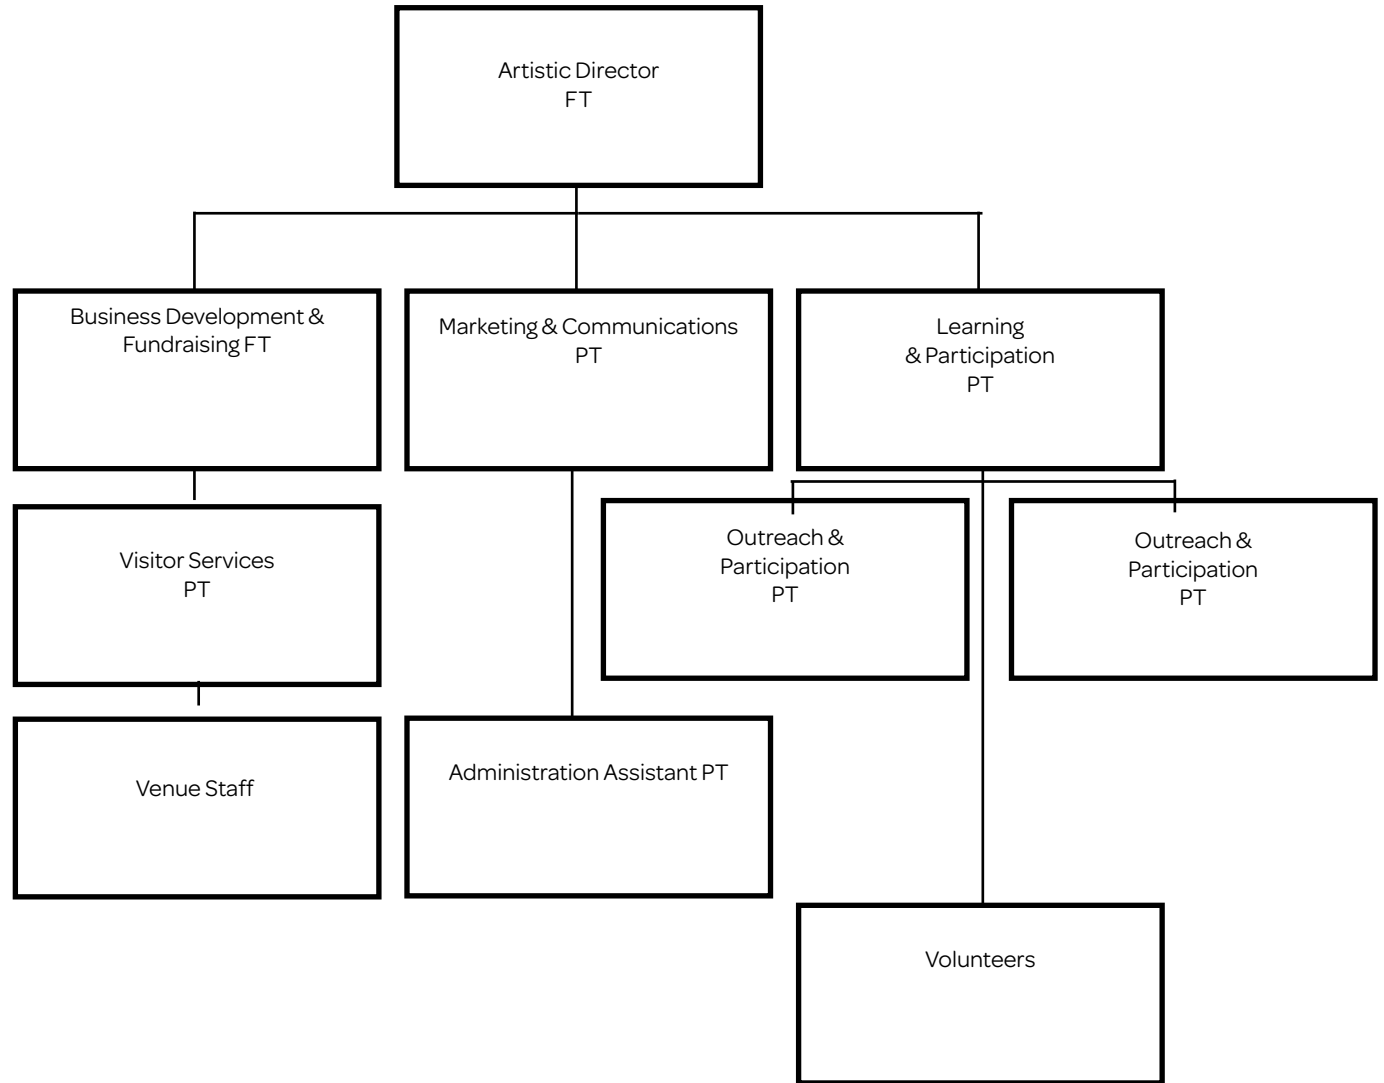 Artistic Director
FT
Business Development &
Fundraising FT
Marketing & Communications
PT
Learning
& Participation
PT
Visitor Services
PT
Outreach &
Participation
PT
Outreach &
Participation
PT
Venue Staff
Administration Assistant PT
Volunteers